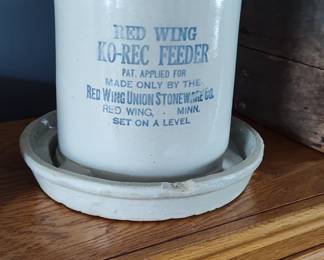 RED WING
KO-REC FEEDER
PAT. APPLIED FOR
MADE ONLY BY THE
RED WING UNION STONEWARE CO.
RED WING, MINN.
SET ON A LEVEL